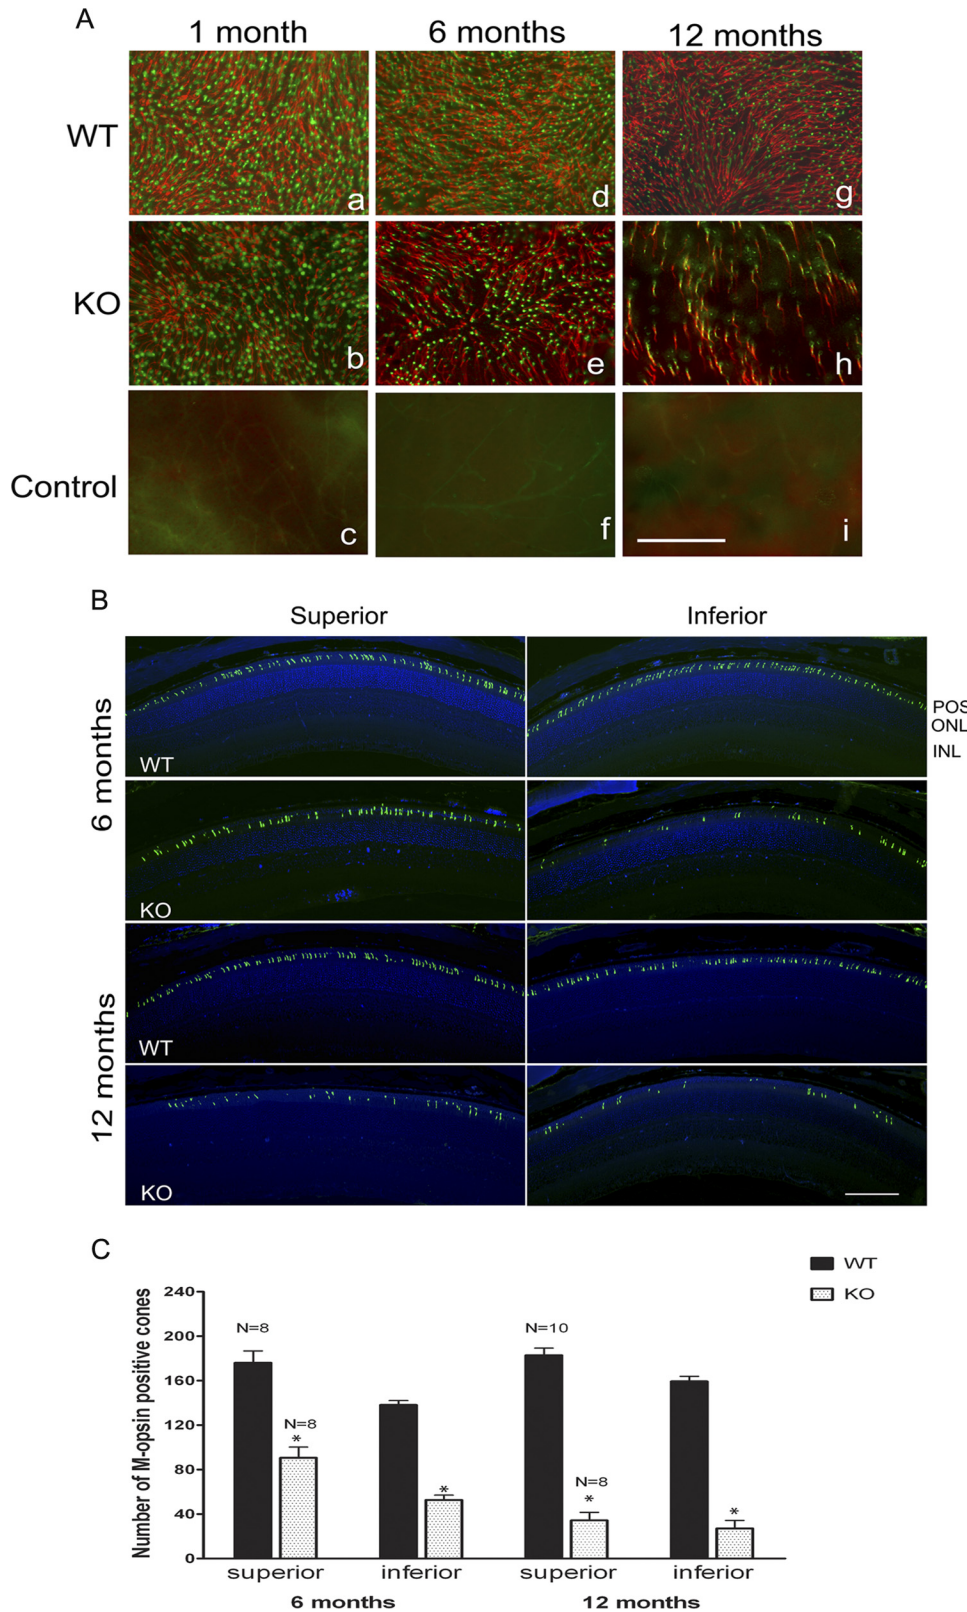 A
1 month 6 months 12 months
WT
a d g
KO
b e h
Control
c f i
B
Superior Inferior
6 months
WT
POS
ONL
INL
KO
12 months
WT
KO
C
WT
KO
Number of M-opsin positive cones
240
200
160
120
80
40
0
N=8
N=8
*
*
N=10
N=8
*
*
superior inferior superior inferior
6 months 12 months